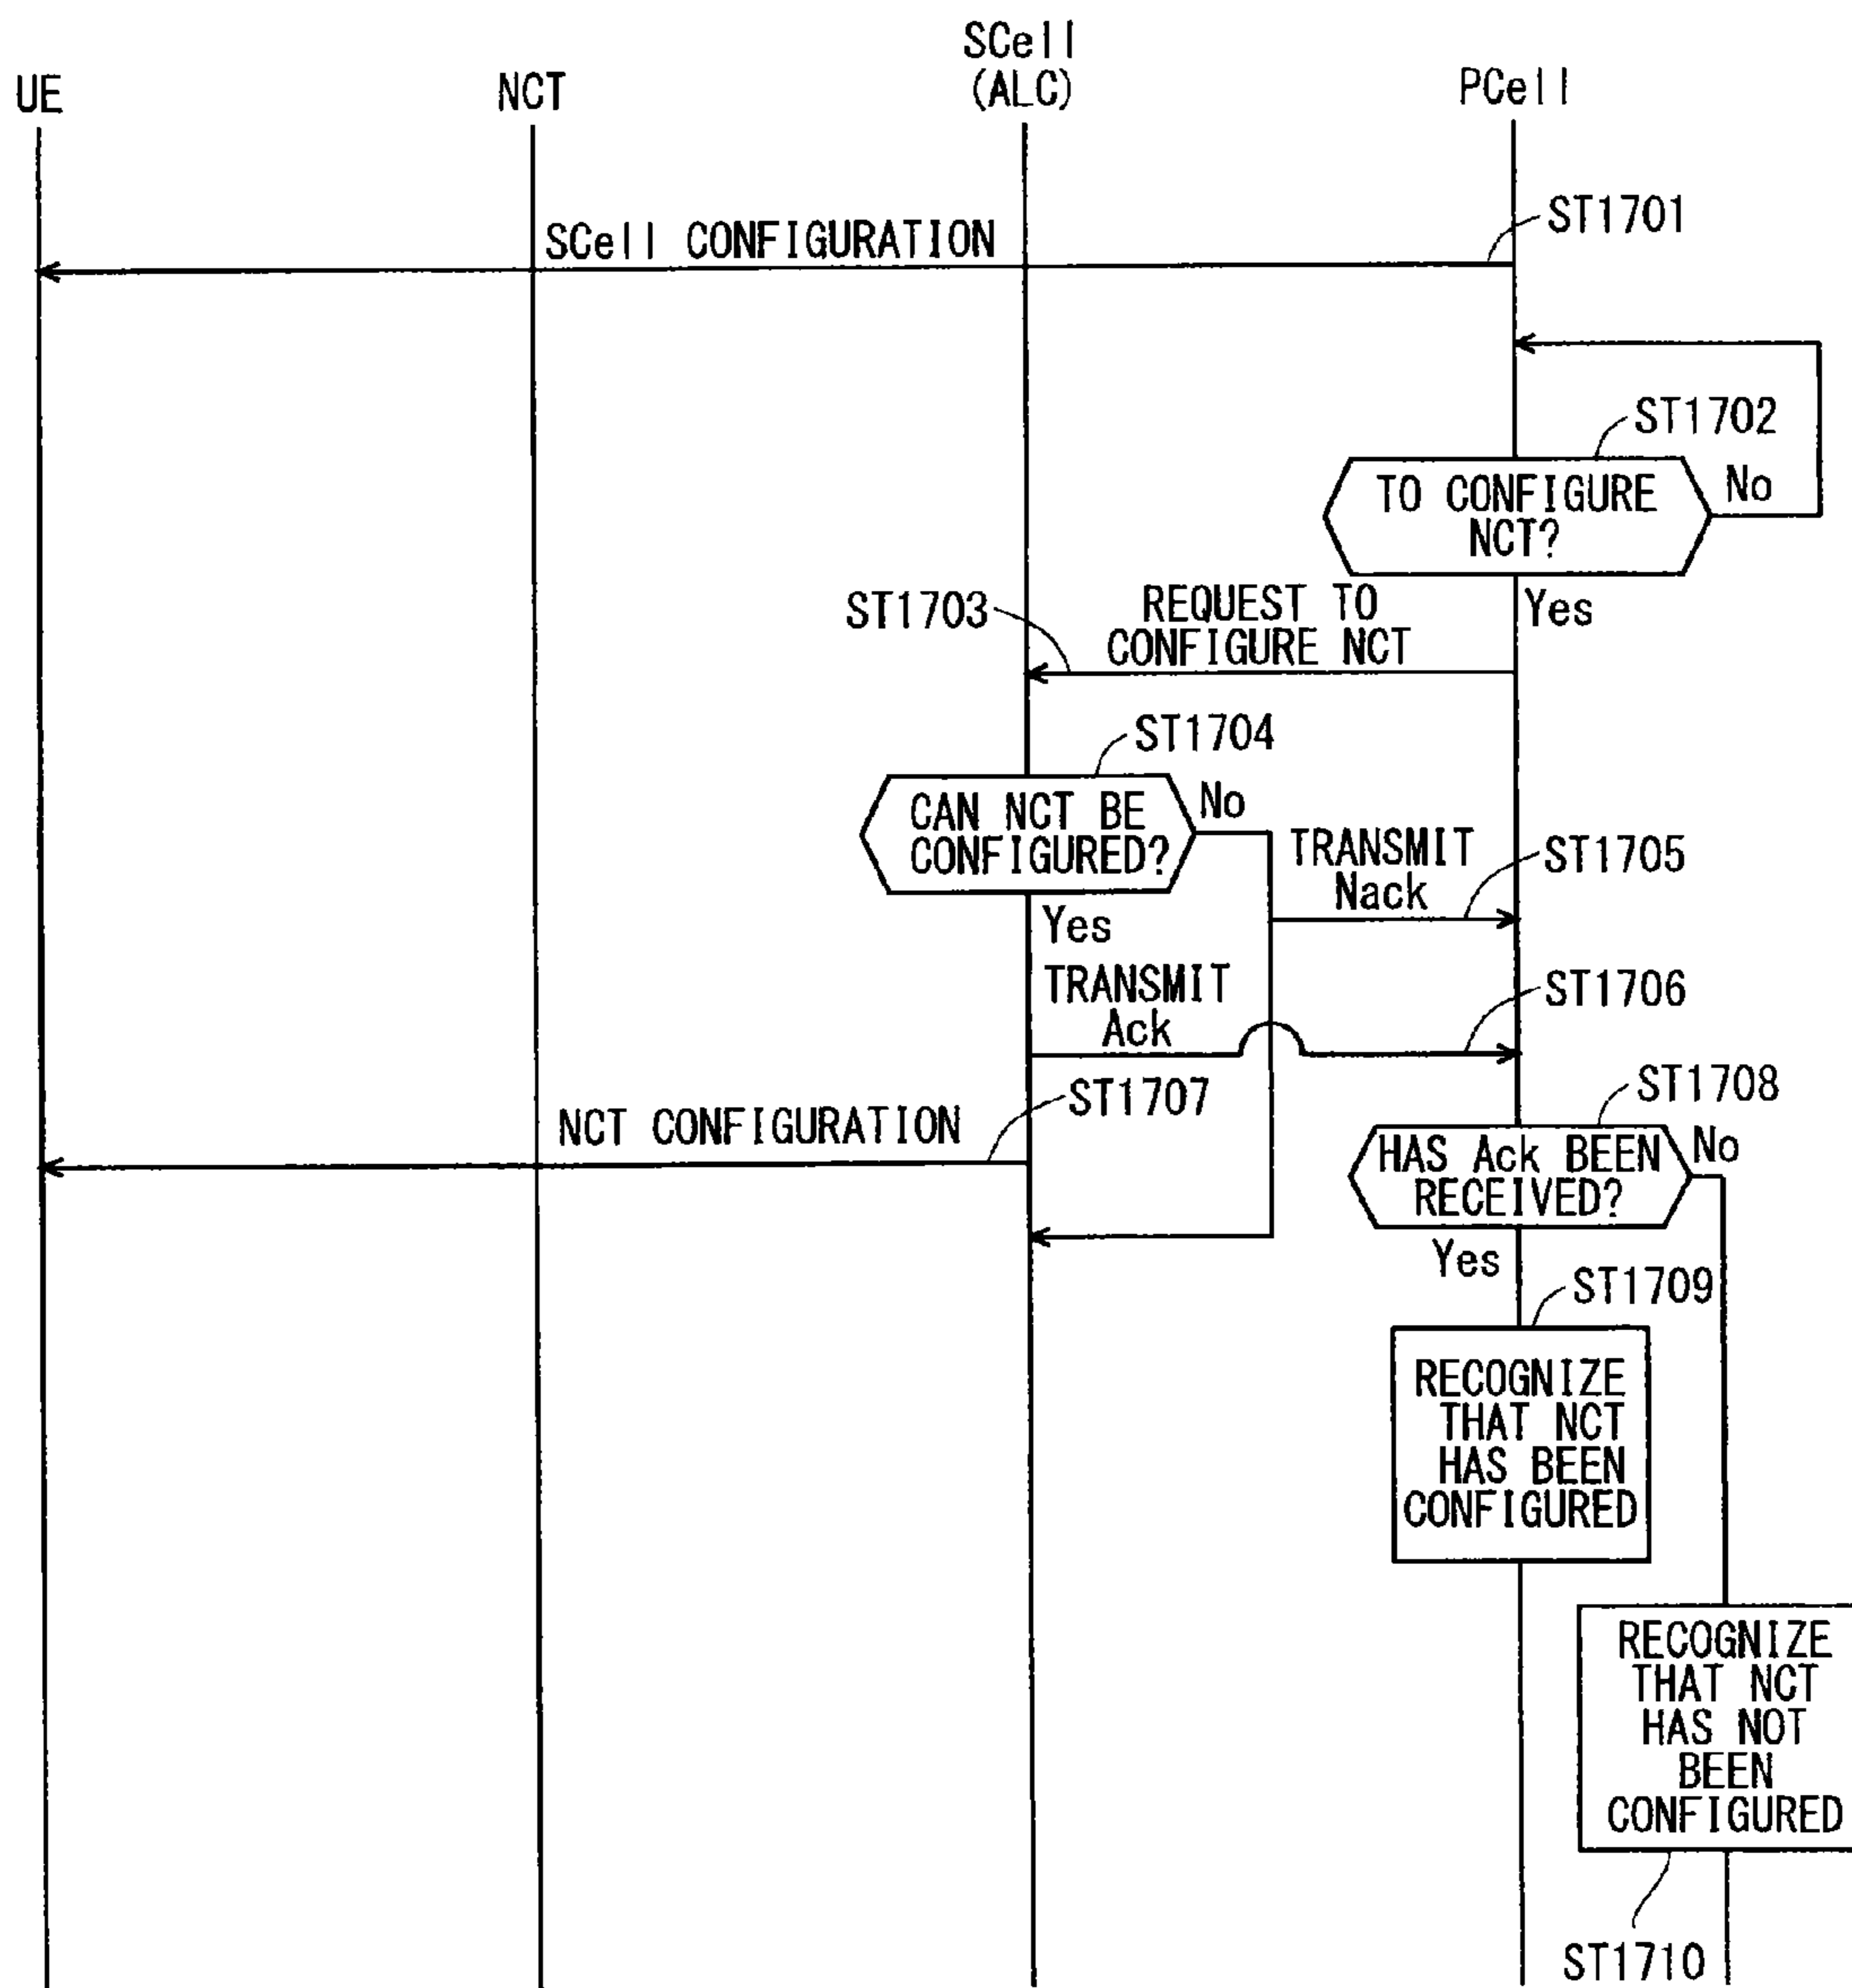 SCell
(ALC)
UE
NCT
PCell
ST1701
SCell CONFIGURATION
ST1702
TO CONFIGURE
NCT?
No
Yes
ST1703
REQUEST TO
CONFIGURE NCT
ST1704
CAN NCT BE
CONFIGURED?
No
TRANSMIT
Nack
ST1705
Yes
TRANSMIT
Ack
ST1706
ST1707
NCT CONFIGURATION
ST1708
HAS Ack BEEN
RECEIVED?
No
Yes
ST1709
RECOGNIZE
THAT NCT
HAS BEEN
CONFIGURED
RECOGNIZE
THAT NCT
HAS NOT
BEEN
CONFIGURED
ST1710